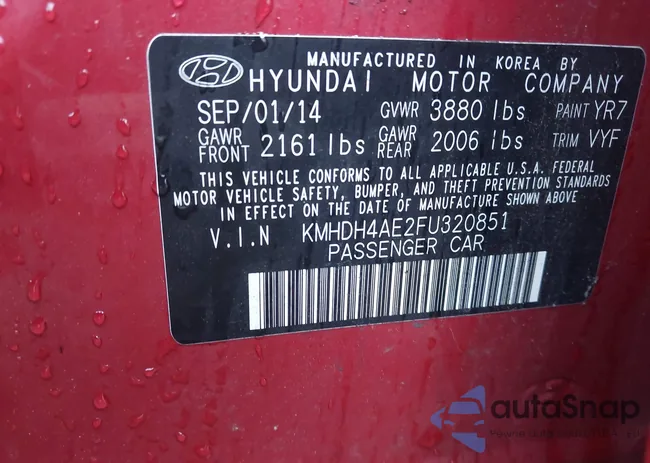 MANUFACTURED IN KOREA BY
HYUNDAI MOTOR COMPANY
SEP/01/14 GVWR 3880 lbs PAINT YR7
GAWR FRONT 2161 lbs GAWR REAR 2006 lbs TRIM VYF
THIS VEHICLE CONFORMS TO ALL APPLICABLE U.S.A. FEDERAL
MOTOR VEHICLE SAFETY, BUMPER, AND THEFT PREVENTION STANDARDS
IN EFFECT ON THE DATE OF MANUFACTURE SHOWN ABOVE
V.I.N KMHDH4AE2FU320851
PASSENGER CAR
autoSnap